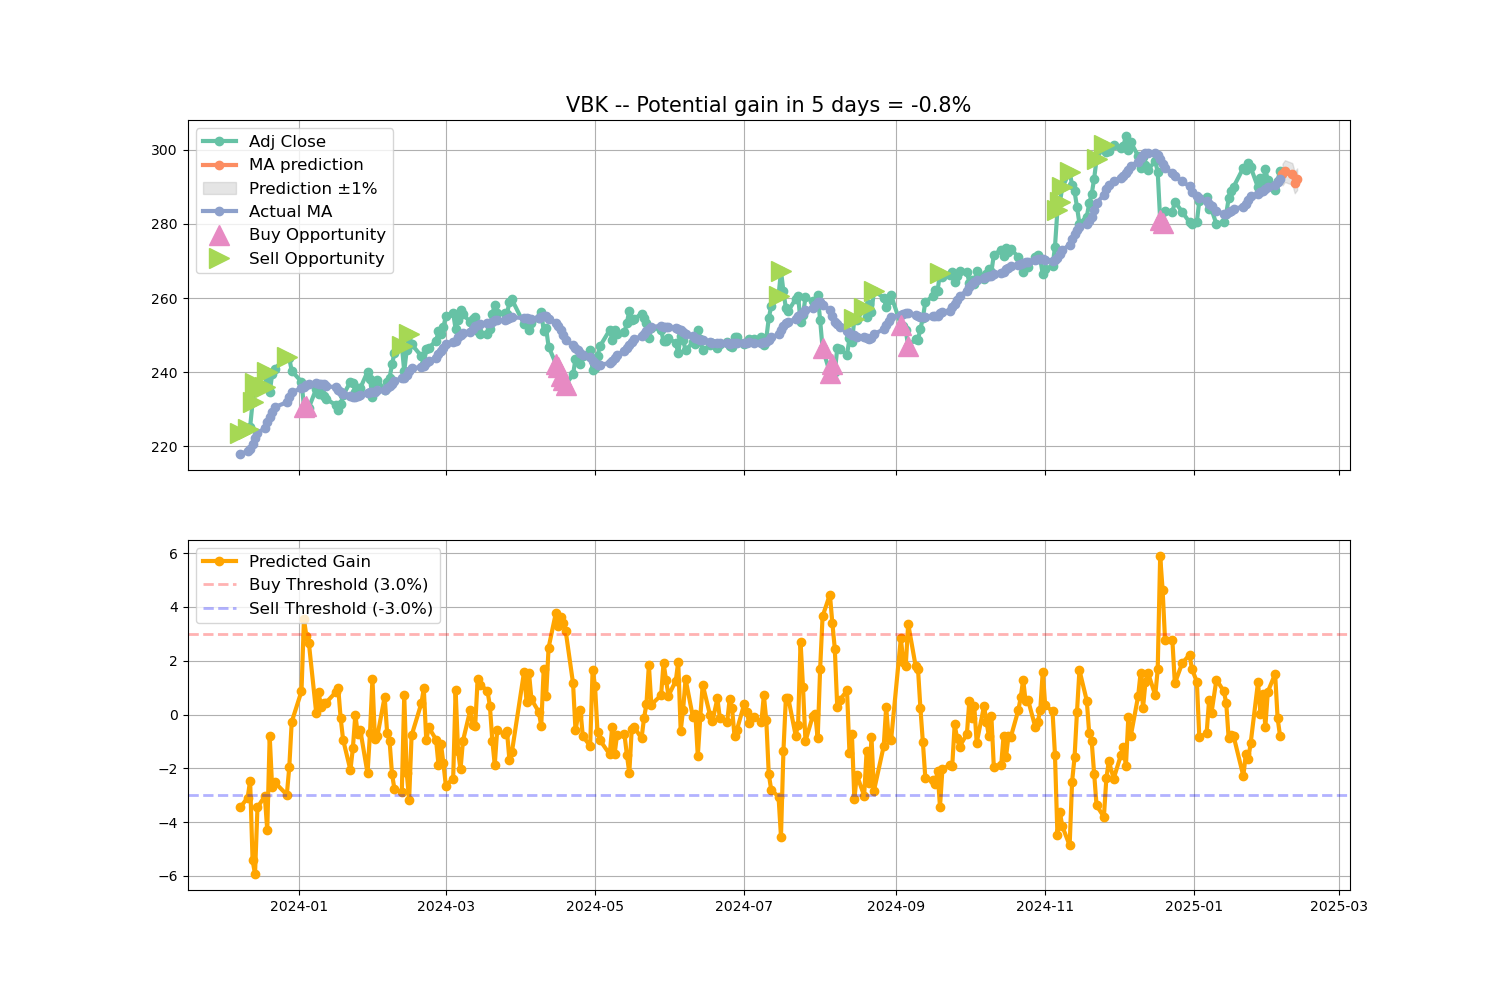 VBK -- Potential gain in 5 days = -0.8%
Adj Close
MA prediction
Prediction ±1%
Actual MA
Buy Opportunity
Sell Opportunity
300
280
260
240
220
Predicted Gain
Buy Threshold (3.0%)
Sell Threshold (-3.0%)
6
4
2
0
−2
−4
−6
2024-01 2024-03 2024-05 2024-07 2024-09 2024-11 2025-01 2025-03